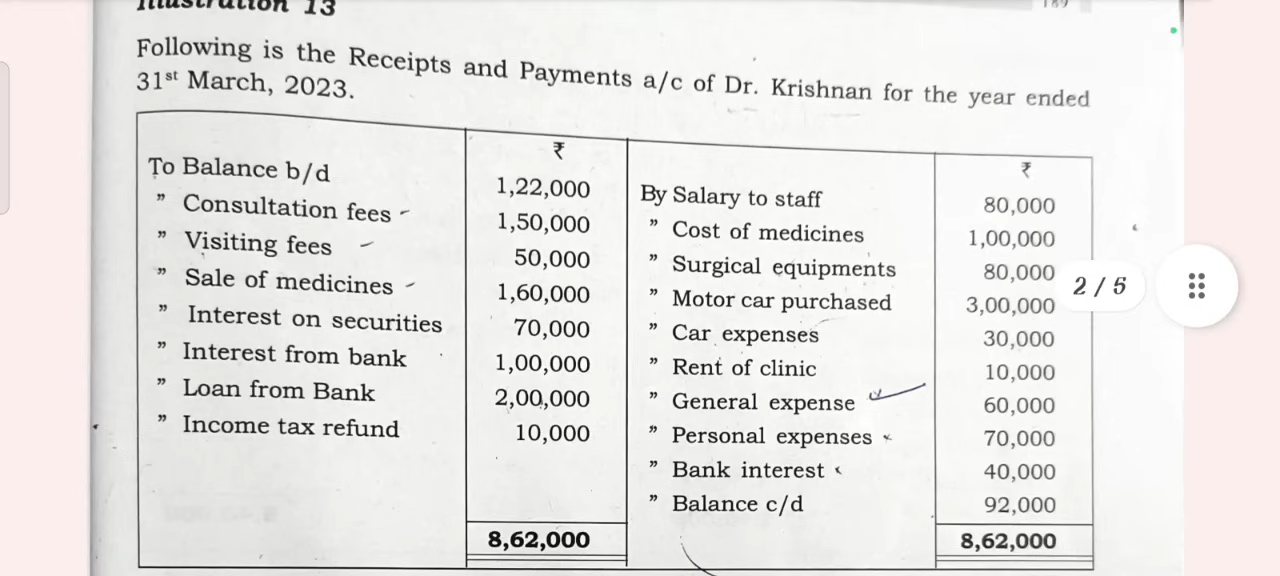 Illustration 13
Following is the Receipts and Payments a/c of Dr. Krishnan for the year ended
31st March, 2023.
₹ ₹
To Balance b/d 1,22,000 By Salary to staff 80,000
” Consultation fees 1,50,000 ” Cost of medicines 1,00,000
” Visiting fees 50,000 ” Surgical equipments 80,000
” Sale of medicines 1,60,000 ” Motor car purchased 3,00,000
” Interest on securities 70,000 ” Car expenses 30,000
” Interest from bank 1,00,000 ” Rent of clinic 10,000
” Loan from Bank 2,00,000 ” General expense 60,000
” Income tax refund 10,000 ” Personal expenses 70,000
” Bank interest 40,000
” Balance c/d 92,000
8,62,000 8,62,000
2 / 5